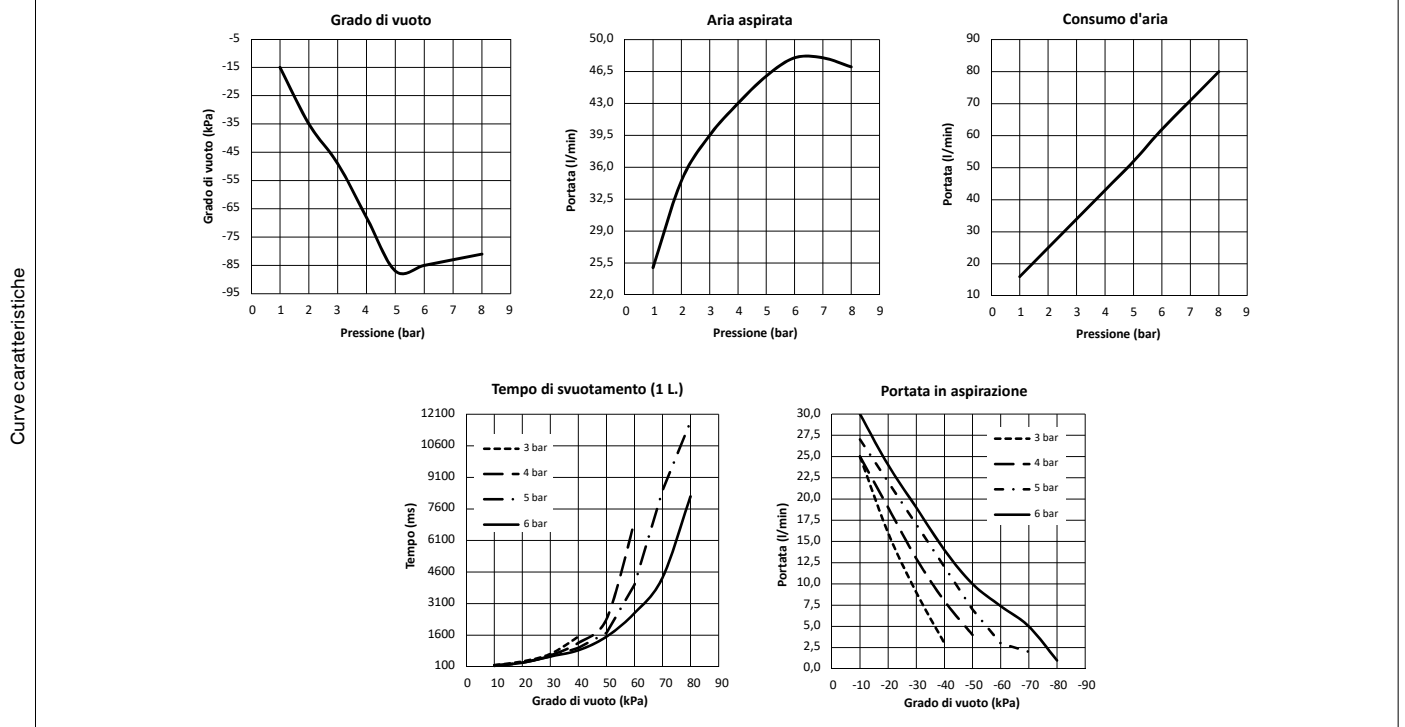 Curve caratteristiche
Grado di vuoto
Grado di vuoto (kPa)
-5
-15
-25
-35
-45
-55
-65
-75
-85
-95
0 1 2 3 4 5 6 7 8 9
Pressione (bar)
Aria aspirata
Portata (l/min)
50,0
46,5
43,0
39,5
36,0
32,5
29,0
25,5
22,0
0 1 2 3 4 5 6 7 8 9
Pressione (bar)
Consumo d'aria
Portata (l/min)
90
80
70
60
50
40
30
20
10
0 1 2 3 4 5 6 7 8 9
Pressione (bar)
Tempo di svuotamento (1 L.)
Tempo (ms)
12100
10600
9100
7600
6100
4600
3100
1600
100
3 bar
4 bar
5 bar
6 bar
0 10 20 30 40 50 60 70 80 90
Grado di vuoto (kPa)
Portata in aspirazione
Portata (l/min)
30,0
27,5
25,0
22,5
20,0
17,5
15,0
12,5
10,0
7,5
5,0
2,5
0,0
3 bar
4 bar
5 bar
6 bar
0 -10 -20 -30 -40 -50 -60 -70 -80 -90
Grado di vuoto (kPa)